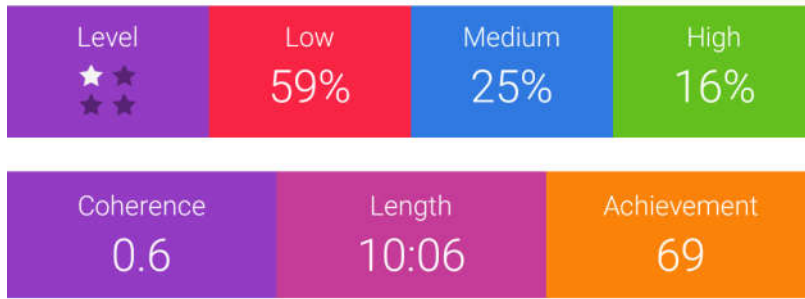 Level Low Medium High
59% 25% 16%
Coherence Length Achievement
0.6 10:06 69